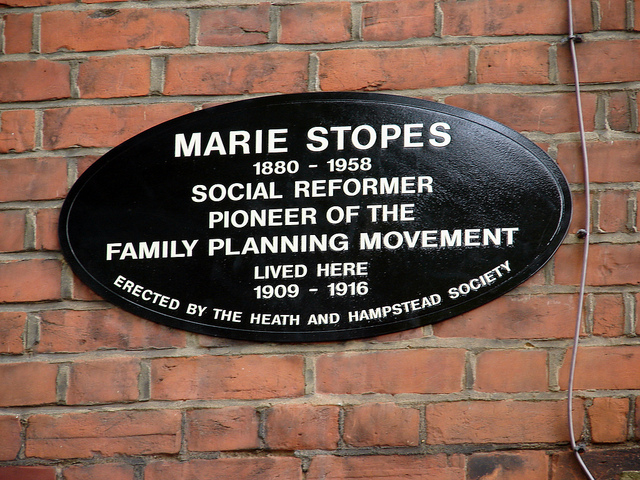 MARIE STOPES
1880 - 1958
SOCIAL REFORMER
PIONEER OF THE
FAMILY PLANNING MOVEMENT
LIVED HERE
1909 - 1916
ERECTED BY THE HEATH AND HAMPSTEAD SOCIETY